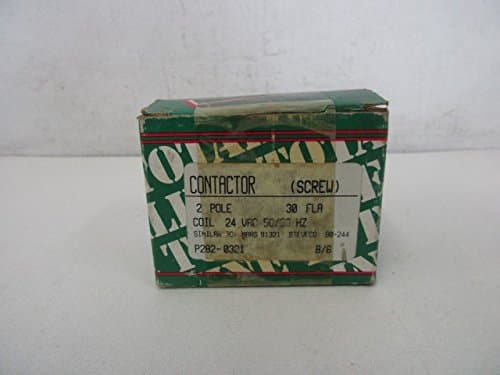 CONTACTOR (SCREW)
2 POLE 30 FLA
COIL 24 VAC 50/60 HZ
SIMILAR TO: MARS 91321 STEVECO 90-244
P282-0321 8/6